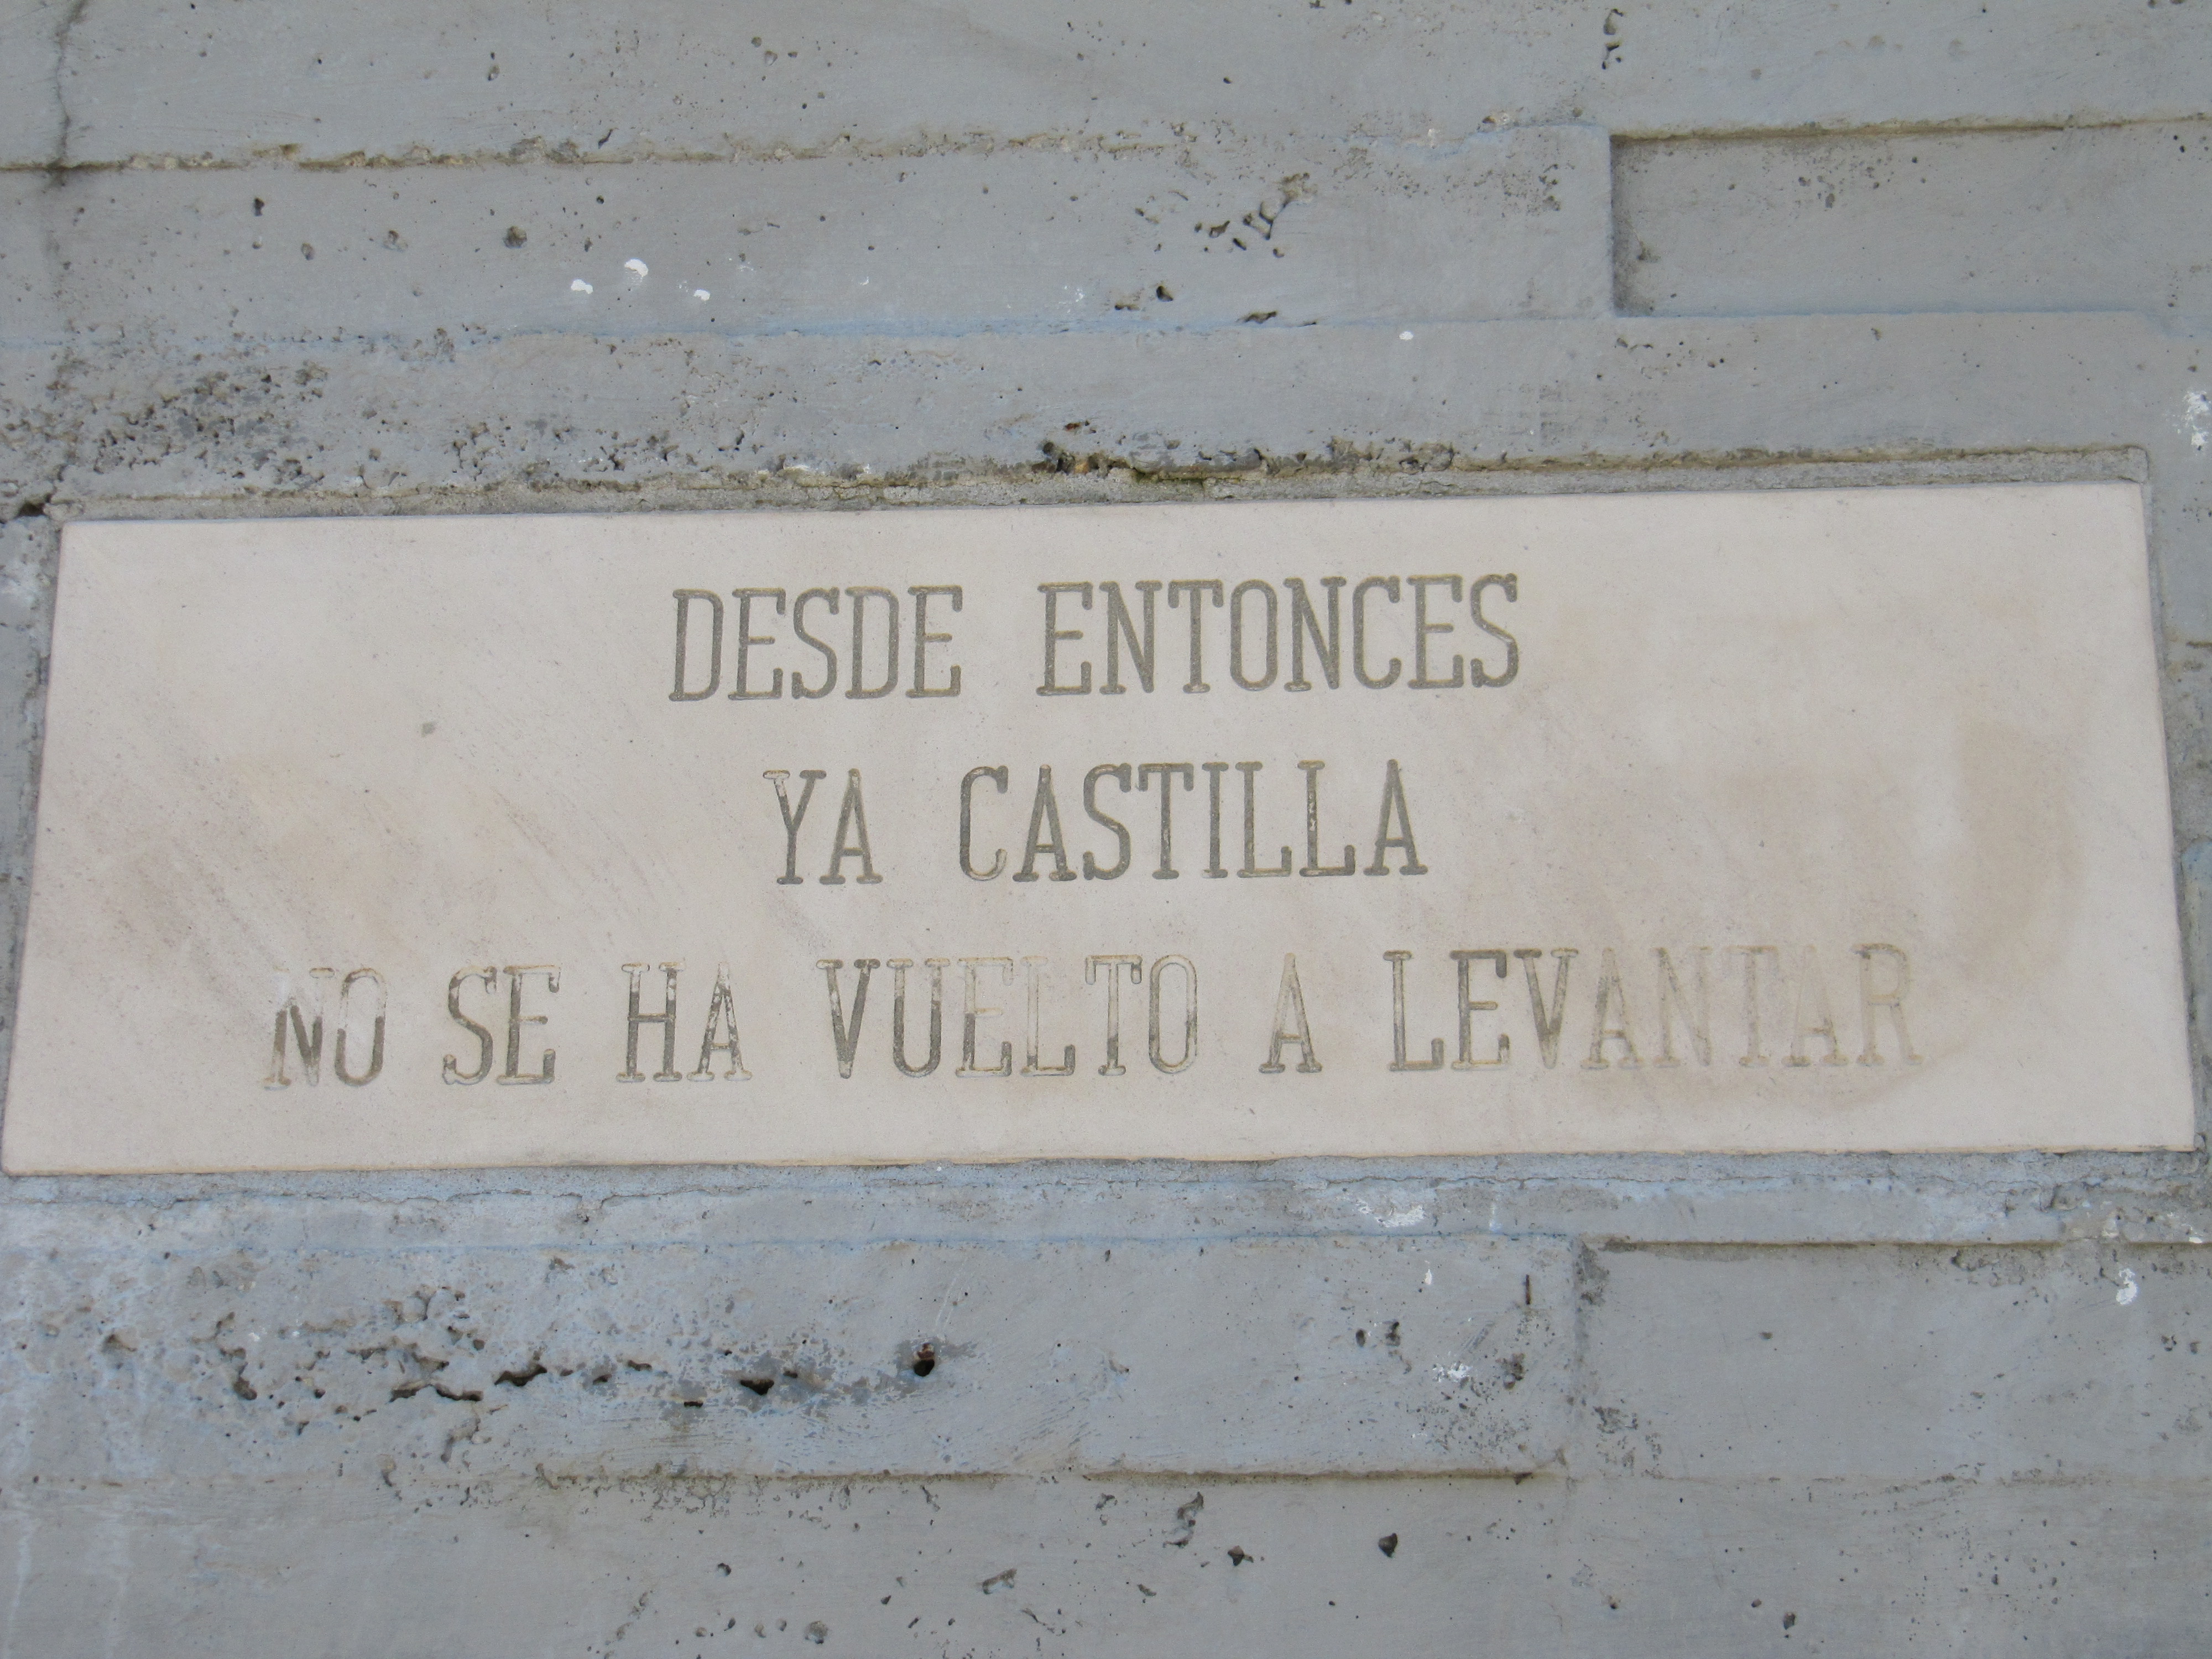 DESDE ENTONCES
YA CASTILLA
NO SE HA VUELTO A LEVANTAR